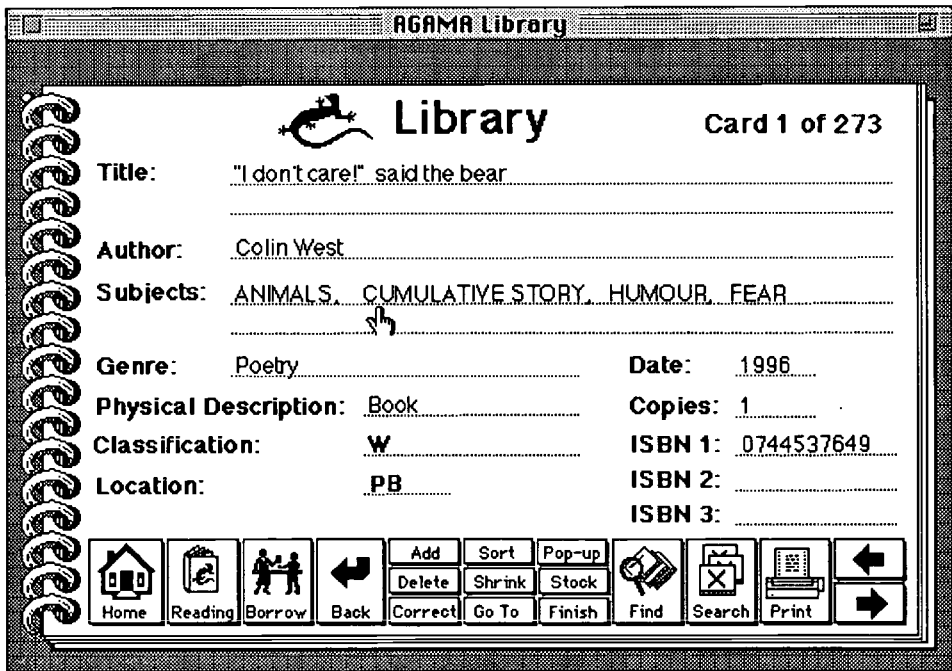 AGAMA Library
Library Card 1 of 273
Title: "I don't care!" said the bear
Author: Colin West
Subjects: ANIMALS, CUMULATIVE STORY, HUMOUR, FEAR
Genre: Poetry Date: 1996
Physical Description: Book Copies: 1
Classification: W ISBN 1: 0744537649
Location: PB ISBN 2:
ISBN 3:
Add Sort Pop-up
Delete Shrink Stock
Home Reading Borrow Back Correct Go To Finish Find Search Print